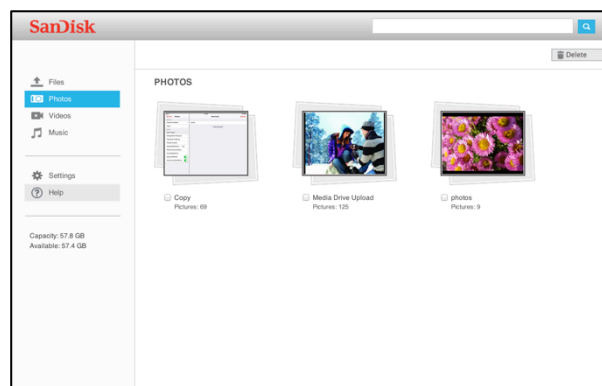 SanDisk
Delete
Files
Photos
Videos
Music
Settings
Help
Capacity: 57.8 GB
Available: 57.4 GB
PHOTOS
Copy
Pictures: 69
Media Drive Upload
Pictures: 125
photos
Pictures: 9